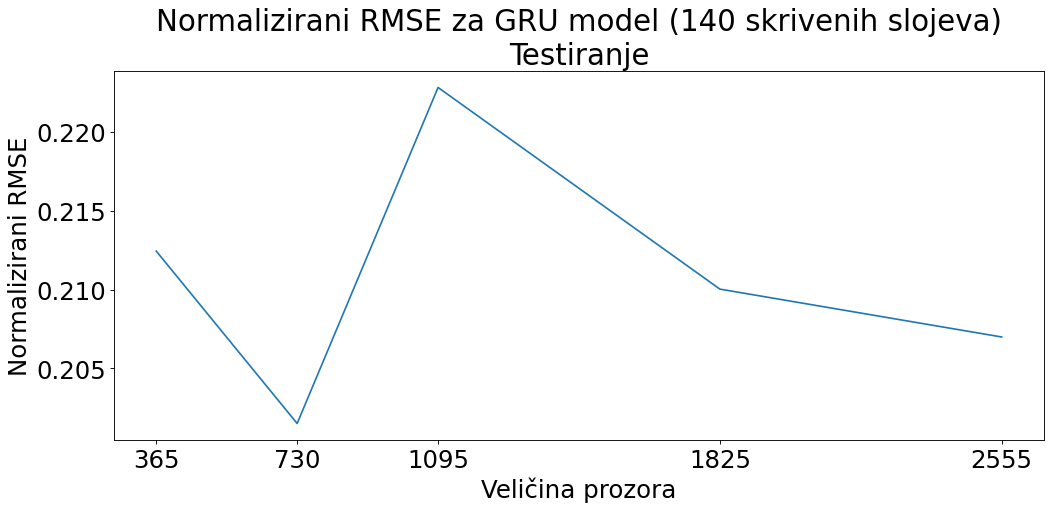 Normalizirani RMSE za GRU model (140 skrivenih slojeva)
Testiranje
Normalizirani RMSE
0.220
0.215
0.210
0.205
365 730 1095 1825 2555
Veličina prozora